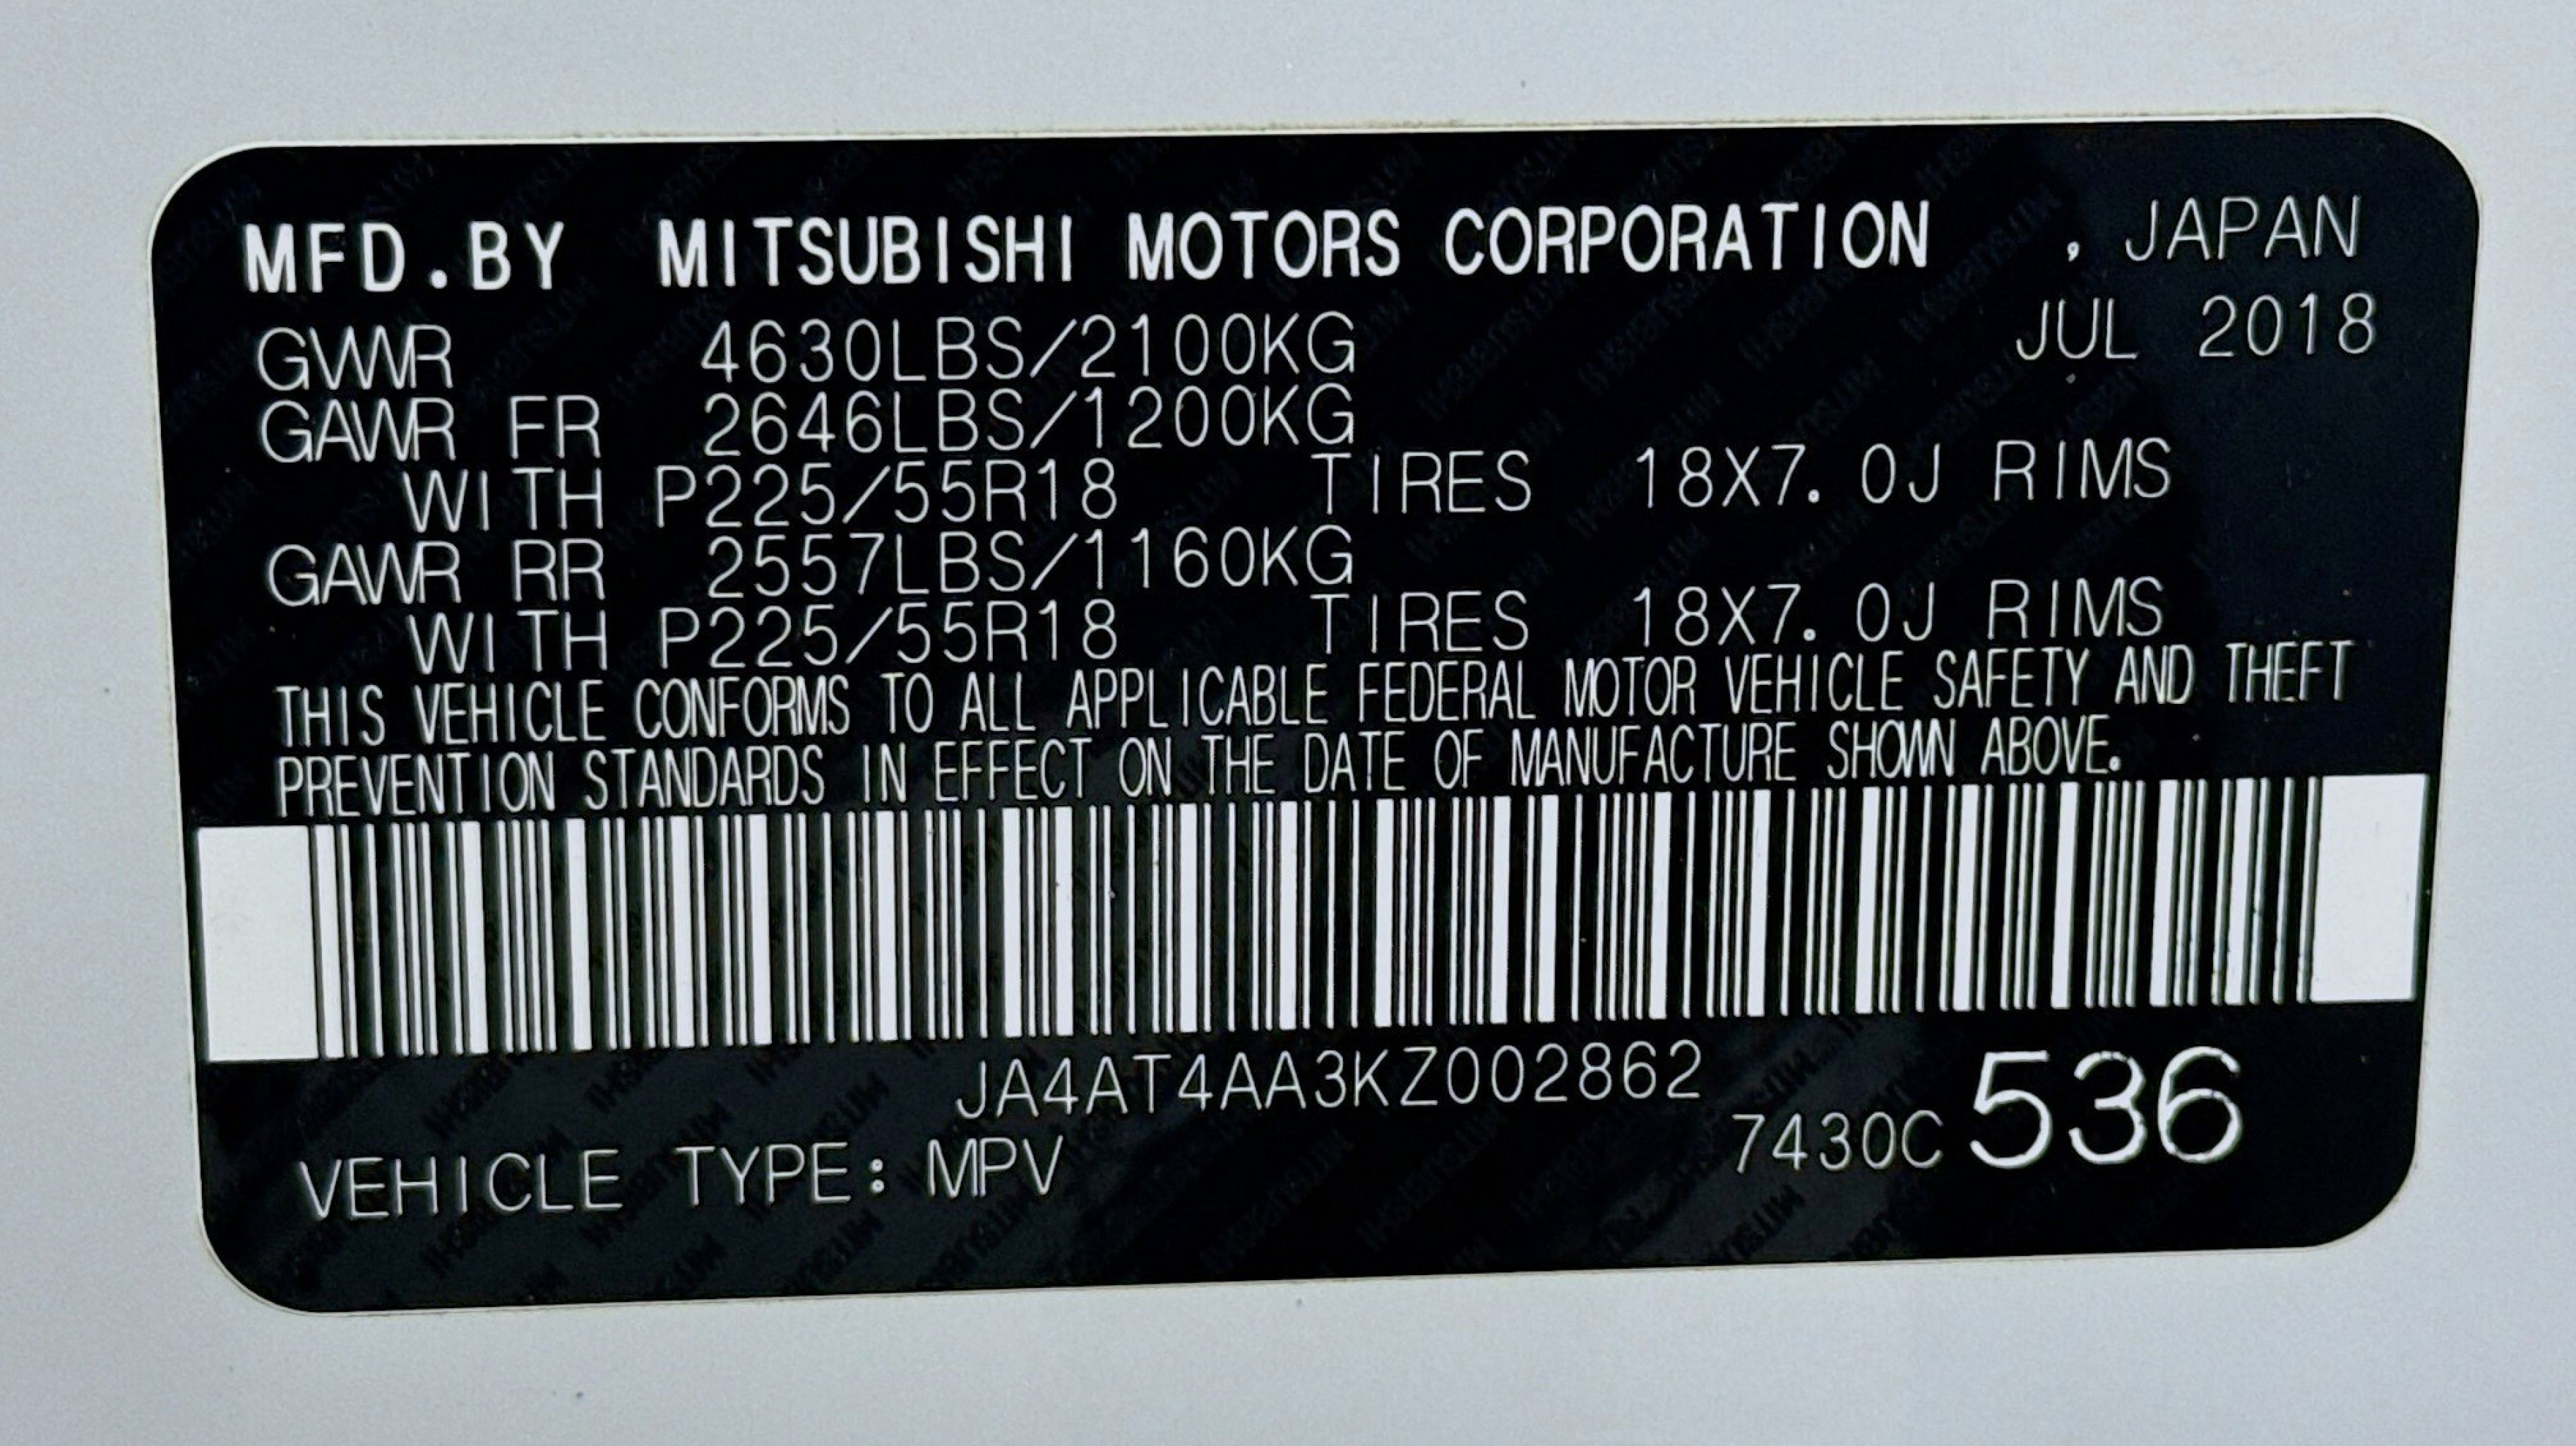 MFD.BY MITSUBISHI MOTORS CORPORATION , JAPAN
GVWR 4630LBS/2100KG JUL 2018
GAWR FR 2646LBS/1200KG
WITH P225/55R18 TIRES 18X7.0J RIMS
GAWR RR 2557LBS/1160KG
WITH P225/55R18 TIRES 18X7.0J RIMS
THIS VEHICLE CONFORMS TO ALL APPLICABLE FEDERAL MOTOR VEHICLE SAFETY AND THEFT
PREVENTION STANDARDS IN EFFECT ON THE DATE OF MANUFACTURE SHOWN ABOVE.
JA4AT4AA3KZ002862
VEHICLE TYPE: MPV 7430C536